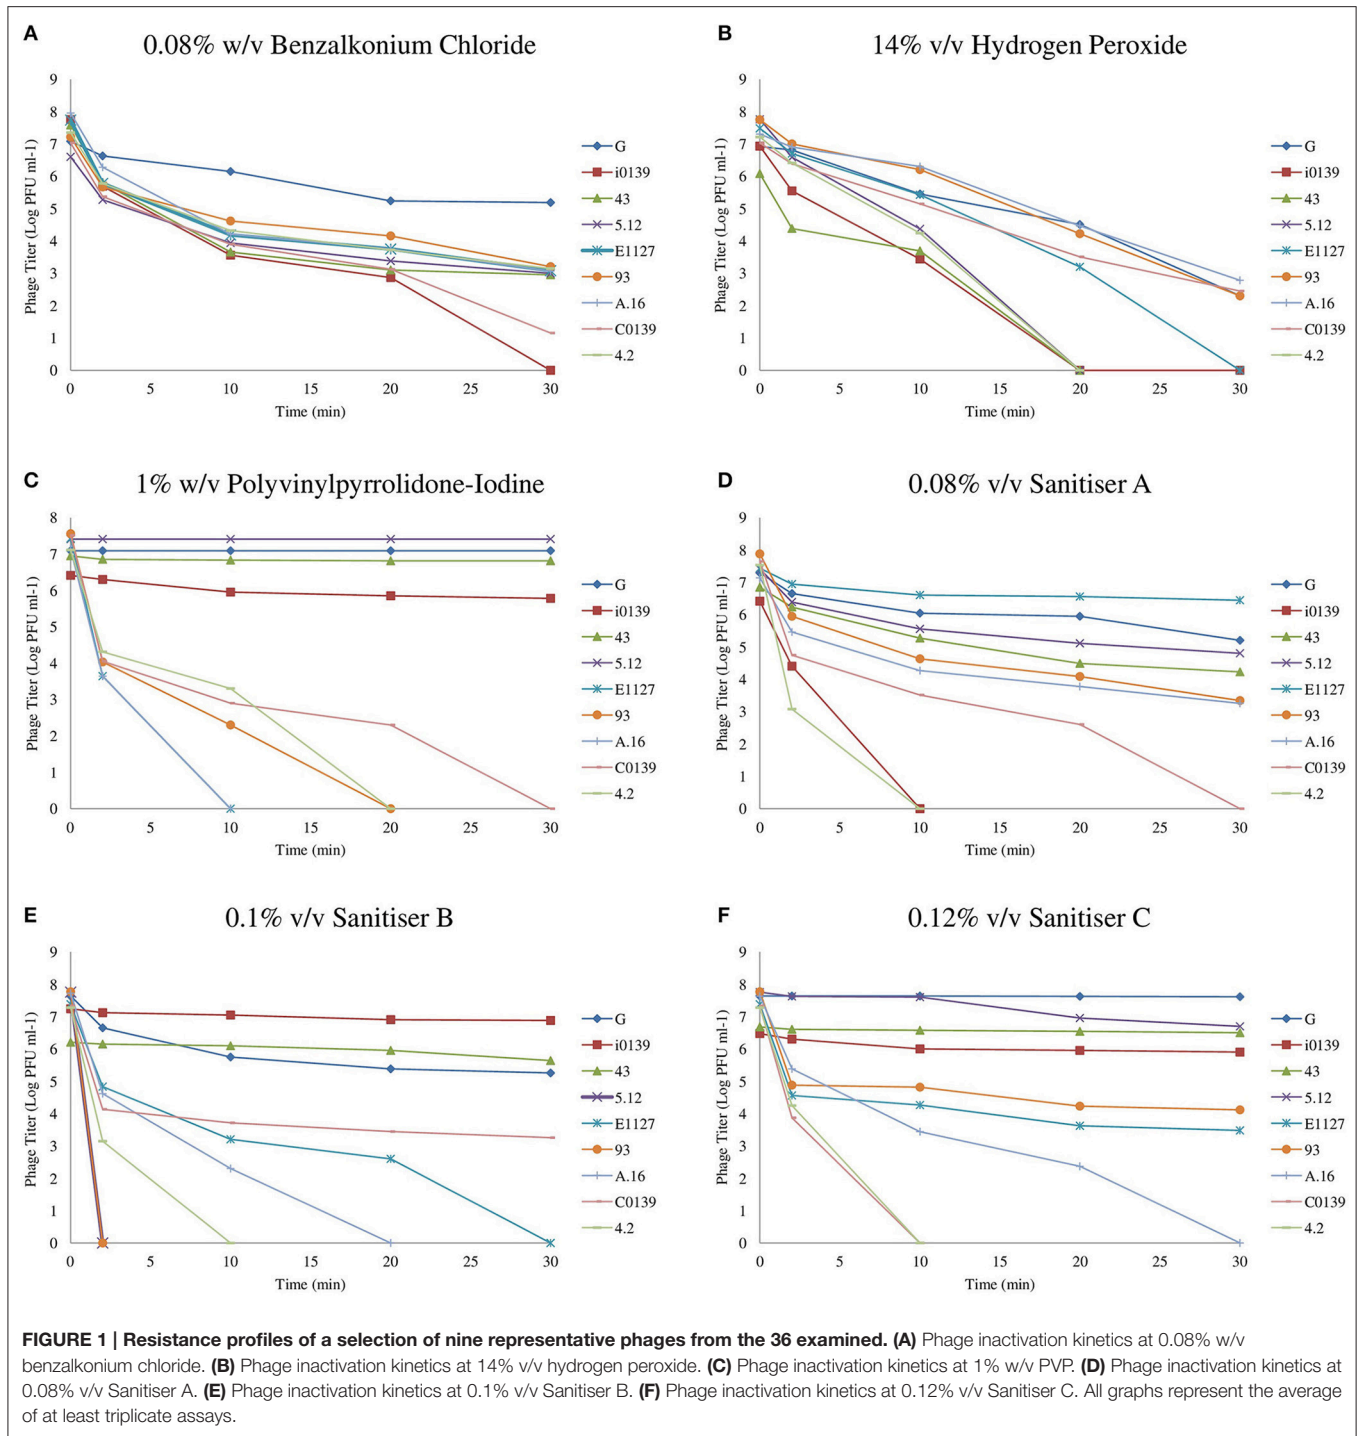 A
0.08% w/v Benzalkonium Chloride
Phage Titer (Log PFU ml-1)
9
8
7
6
5
4
3
2
1
0
0 5 10 15 20 25 30
Time (min)
G
i0139
43
5.12
E1127
93
A.16
C0139
4.2
B
14% v/v Hydrogen Peroxide
Phage Titer (Log PFU ml-1)
9
8
7
6
5
4
3
2
1
0
0 5 10 15 20 25 30
Time (min)
G
i0139
43
5.12
E1127
93
A.16
C0139
4.2
C
1% w/v Polyvinylpyrrolidone-Iodine
Phage Titer (Log PFU ml-1)
8
7
6
5
4
3
2
1
0
0 5 10 15 20 25 30
Time (min)
G
i0139
43
5.12
E1127
93
A.16
C0139
4.2
D
0.08% v/v Sanitiser A
Phage Titer (Log PFU ml-1)
9
8
7
6
5
4
3
2
1
0
0 5 10 15 20 25 30
Time (min)
G
i0139
43
5.12
E1127
93
A.16
C0139
4.2
E
0.1% v/v Sanitiser B
Phage Titer (Log PFU ml-1)
9
8
7
6
5
4
3
2
1
0
0 5 10 15 20 25 30
Time (min)
G
i0139
43
5.12
E1127
93
A.16
C0139
4.2
F
0.12% v/v Sanitiser C
Phage Titer (Log PFU ml-1)
9
8
7
6
5
4
3
2
1
0
0 5 10 15 20 25 30
Time (min)
G
i0139
43
5.12
E1127
93
A.16
C0139
4.2
FIGURE 1 | Resistance profiles of a selection of nine representative phages from the 36 examined. (A) Phage inactivation kinetics at 0.08% w/v
benzalkonium chloride. (B) Phage inactivation kinetics at 14% v/v hydrogen peroxide. (C) Phage inactivation kinetics at 1% w/v PVP. (D) Phage inactivation kinetics at
0.08% v/v Sanitiser A. (E) Phage inactivation kinetics at 0.1% v/v Sanitiser B. (F) Phage inactivation kinetics at 0.12% v/v Sanitiser C. All graphs represent the average
of at least triplicate assays.